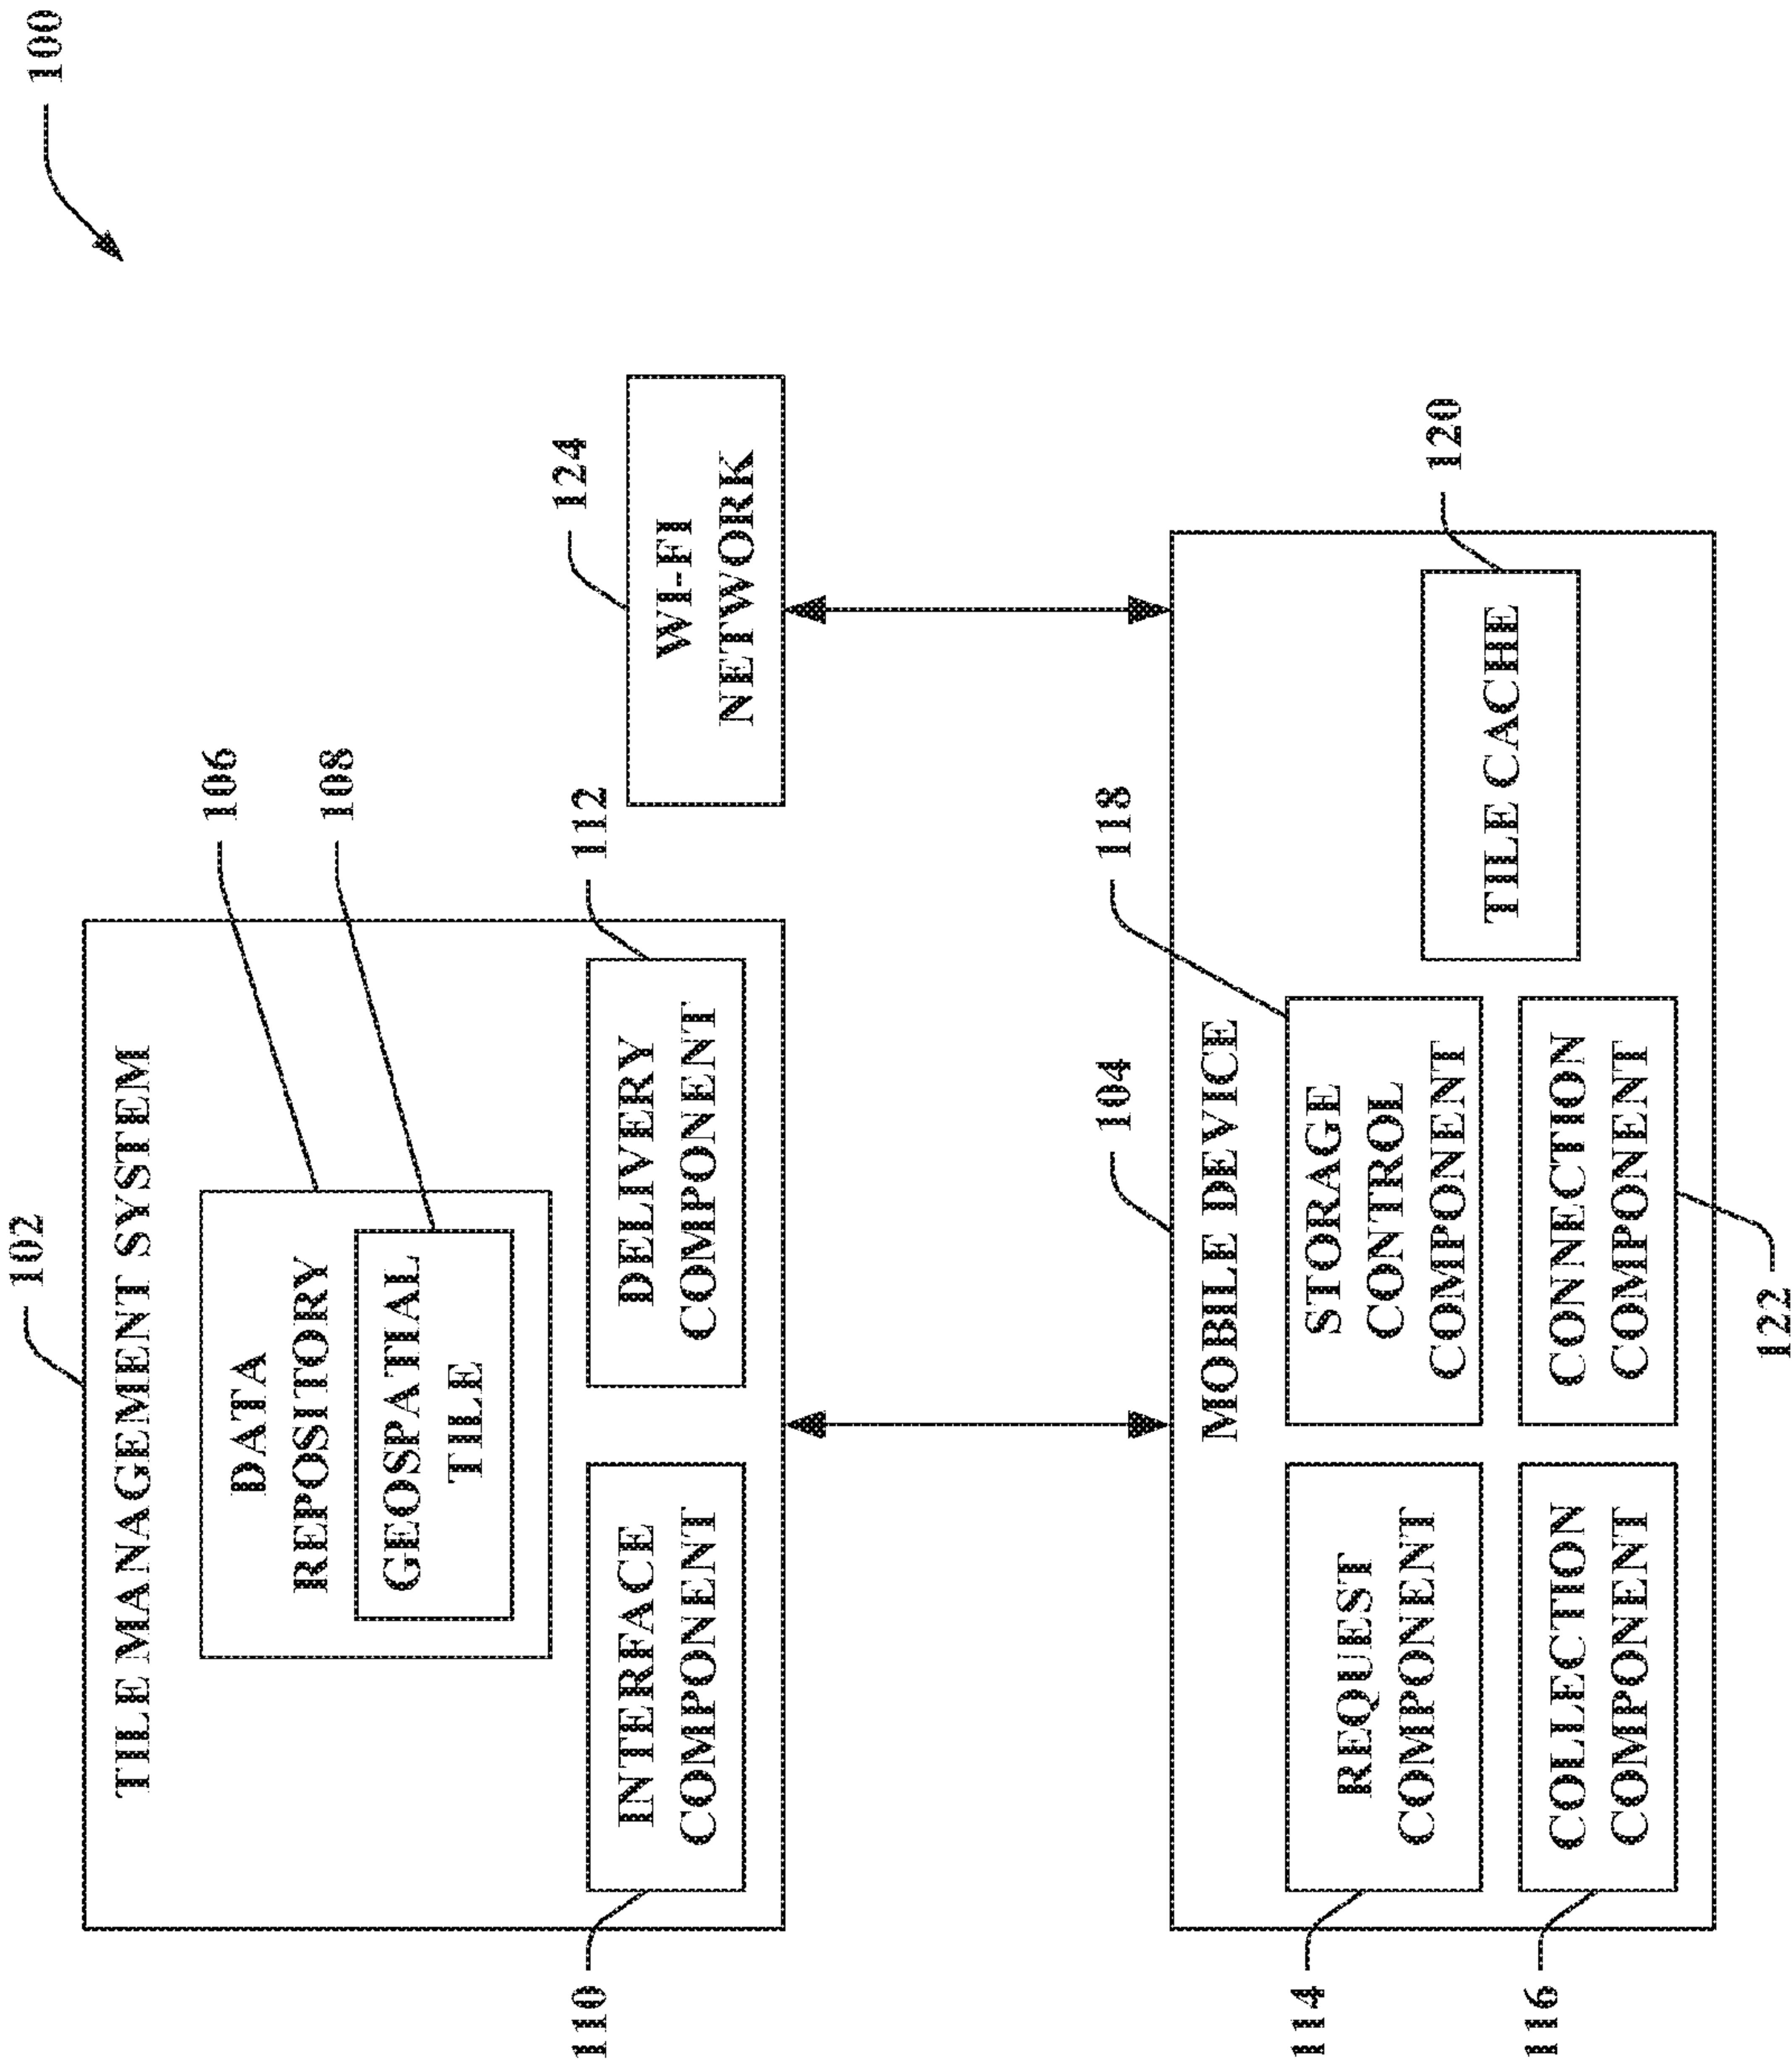 100
102
TILE MANAGEMENT SYSTEM
DATA
REPOSITORY
106
GEOSPATIAL
TILE
108
110
INTERFACE
COMPONENT
DELIVERY
COMPONENT
112
124
WI-FI
NETWORK
104
MOBILE DEVICE
114
REQUEST
COMPONENT
STORAGE
CONTROL
COMPONENT
118
TILE CACHE
120
116
COLLECTION
COMPONENT
CONNECTION
COMPONENT
122